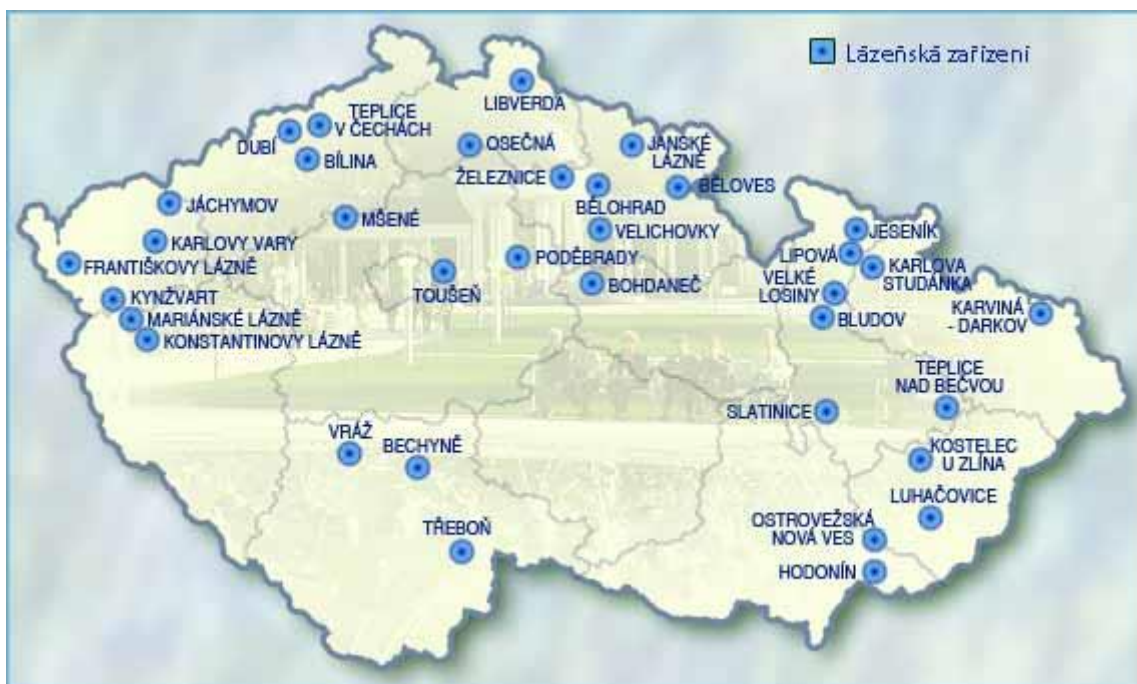 Lázeňská zařízení
LIBVERDA
TEPLICE
V ČECHÁCH
DUBÍ
BÍLINA
OSEČNÁ
JANSKÉ
LÁZNĚ
ŽELEZNICE
BĚLOVES
BĚLOHRAD
JÁCHYMOV
MŠENÉ
VELICHOVKY
JESENÍK
KARLOVY VARY
LIPOVÁ
KARLOVA
STUDÁNKA
FRANTIŠKOVY LÁZNĚ
PODĚBRADY
TOUŠEŇ
BOHDANEČ
VELKÉ
LOSINY
KYNŽVART
MARIÁNSKÉ LÁZNĚ
KONSTANTINOVY LÁZNĚ
BLUDOV
KARVINÁ
- DARKOV
TEPLICE
NAD BEČVOU
SLATINICE
VRÁŽ
BECHYNĚ
KOSTELEC
U ZLÍNA
LUHAČOVICE
TŘEBOŇ
OSTROVEŽSKÁ
NOVÁ VES
HODONÍN